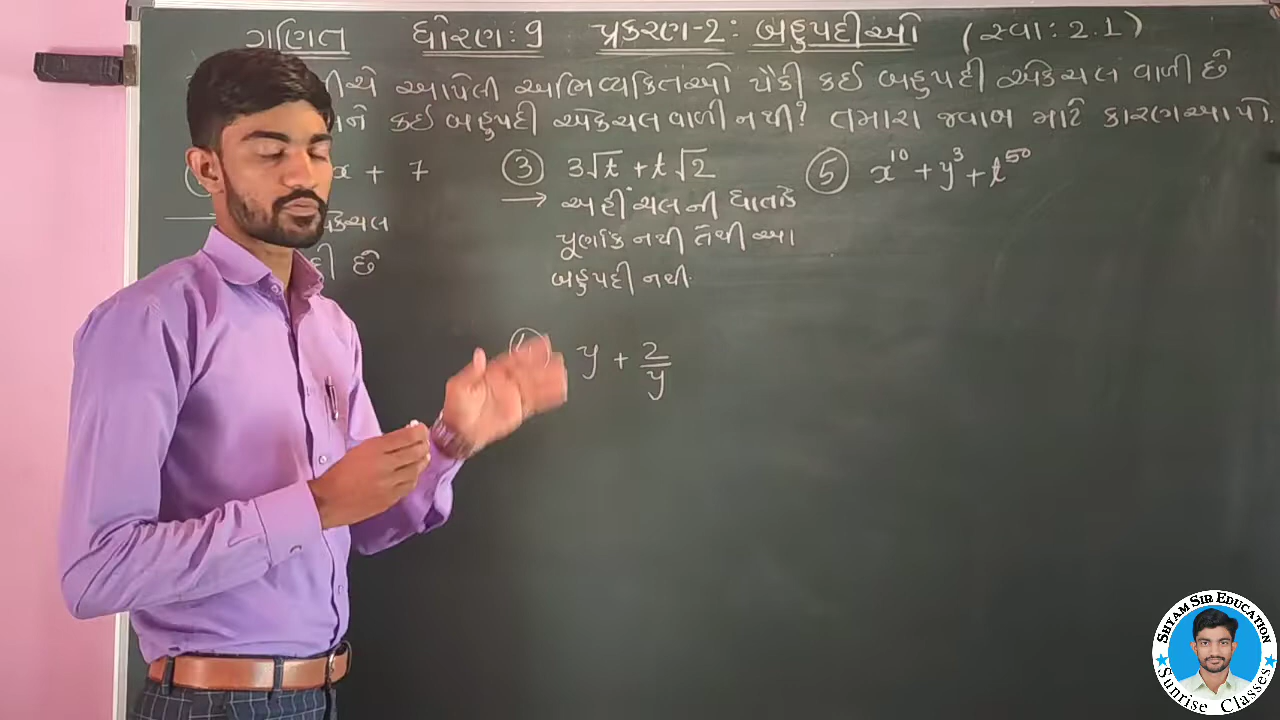 ગણિત ધોરણ : 9 પ્રકરણ-2 : બહુપદીઓ (સ્વા : 2.1)
આપેલી અભિવ્યક્તિઓ પૈકી કઈ બહુપદી એકચલ વાળી છે
કઈ બહુપદી એકચલ વાળી નથી? તમારા જવાબ માટે કારણ આપો.
x + 7
③ 3√t + t√2
→ અહીં ચલ ની ઘાતાંક
પૂર્ણાંક નથી તેથી આ
બહુપદી નથી.
y + 2/y
⑤ x¹⁰ + y³ + t⁵⁰
છે
SHYAM SIR EDUCATION
Sunrise Classes